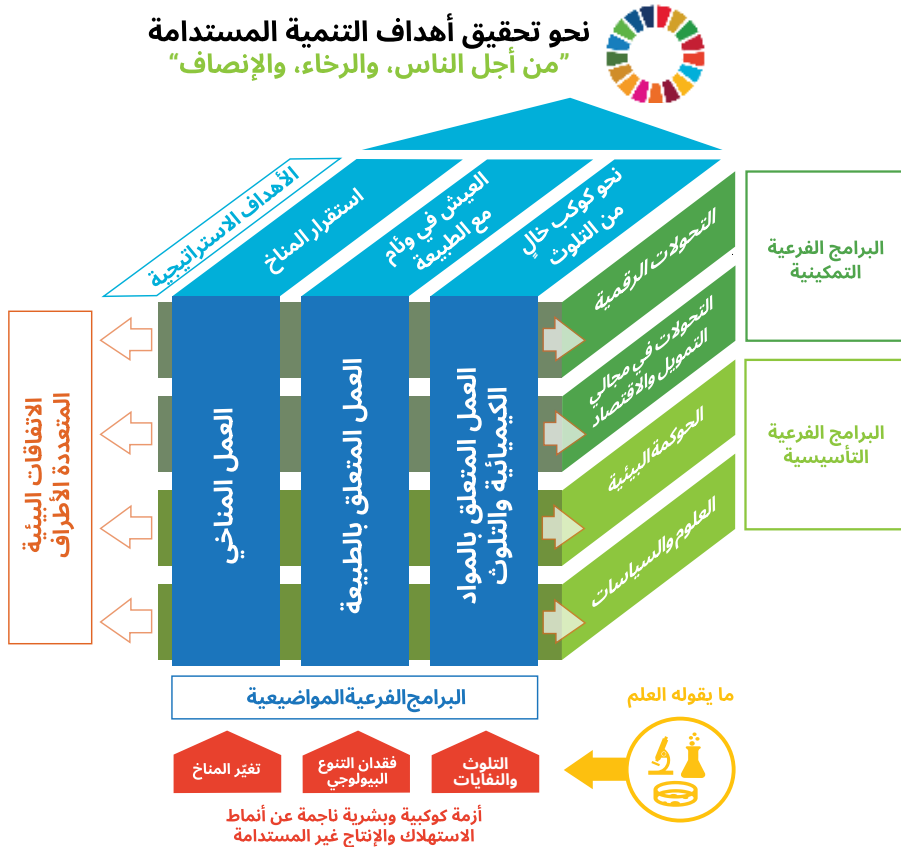 نحو تحقيق أهداف التنمية المستدامة
”من أجل الناس، والرخاء، والإنصاف“
الأهداف الاستراتيجية
استقرار المناخ
العيش في وئام
مع الطبيعة
نحو كوكب خالٍ
من التلوث
التحولات الرقمية
التحولات في مجالي
التمويل والاقتصاد
الحوكمة البيئية
العلوم والسياسات
البرامج الفرعية
التمكينية
البرامج الفرعية
التأسيسية
الاتفاقات البيئية
المتعددة الأطراف
العمل المناخي
العمل المتعلق بالطبيعة
العمل المتعلق بالمواد
الكيميائية والتلوث
البرامج الفرعية المواضيعية
ما يقوله العلم
تغيّر المناخ
فقدان التنوع
البيولوجي
التلوث
والنفايات
أزمة كوكبية وبشرية ناجمة عن أنماط
الاستهلاك والإنتاج غير المستدامة